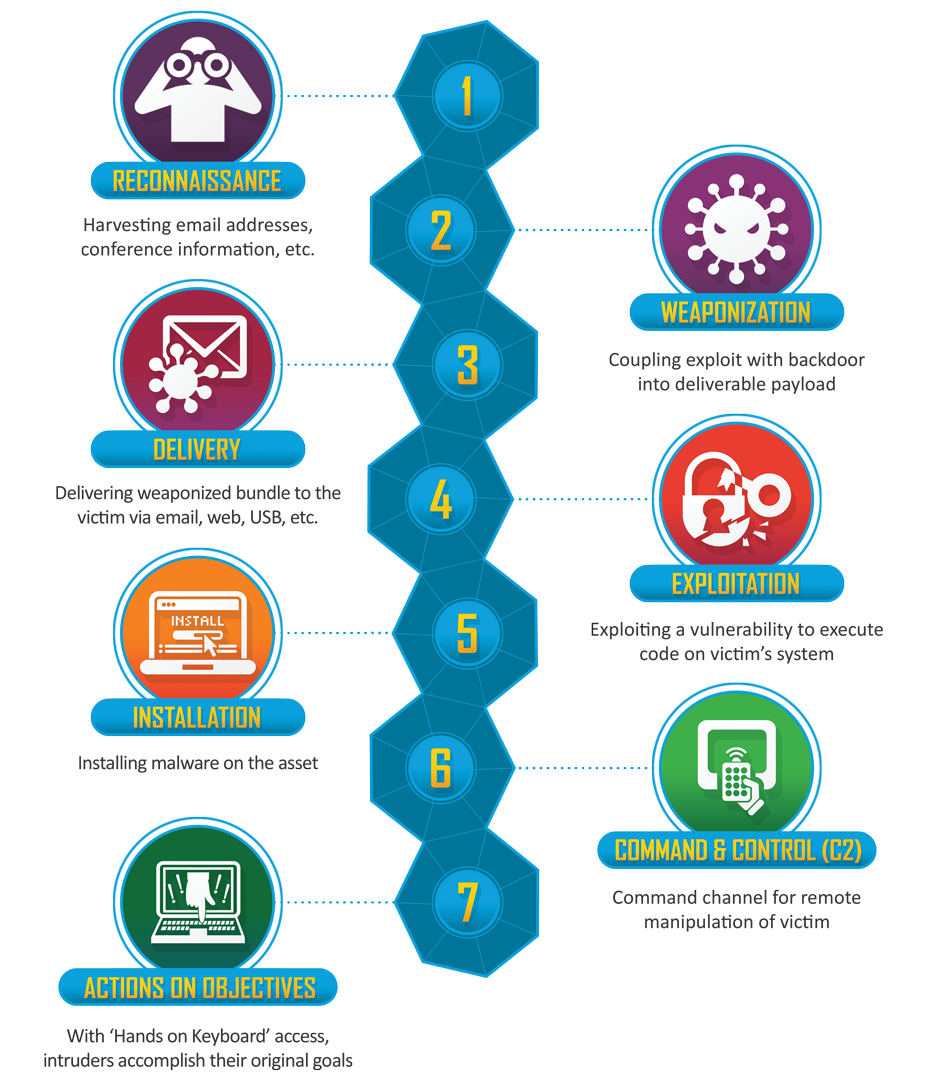 1
RECONNAISSANCE
Harvesting email addresses,
conference information, etc.
2
WEAPONIZATION
Coupling exploit with backdoor
into deliverable payload
3
DELIVERY
Delivering weaponized bundle to the
victim via email, web, USB, etc.
4
EXPLOITATION
Exploiting a vulnerability to execute
code on victim’s system
5
INSTALL
INSTALLATION
Installing malware on the asset
6
COMMAND & CONTROL (C2)
Command channel for remote
manipulation of victim
7
ACTIONS ON OBJECTIVES
With ‘Hands on Keyboard’ access,
intruders accomplish their original goals